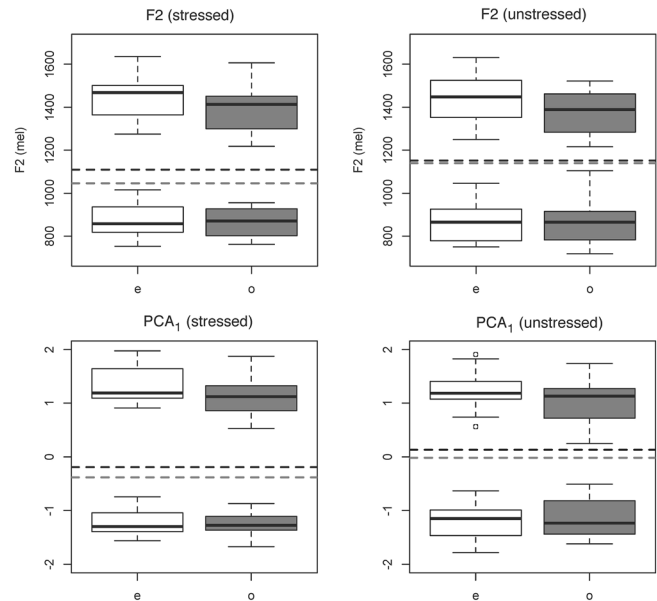 F2 (stressed)
F2 (mel)
1600
1400
1200
1000
800
e o
F2 (unstressed)
F2 (mel)
1600
1400
1200
1000
800
e o
PCA1 (stressed)
2
1
0
-1
-2
e o
PCA1 (unstressed)
2
1
0
-1
-2
e o